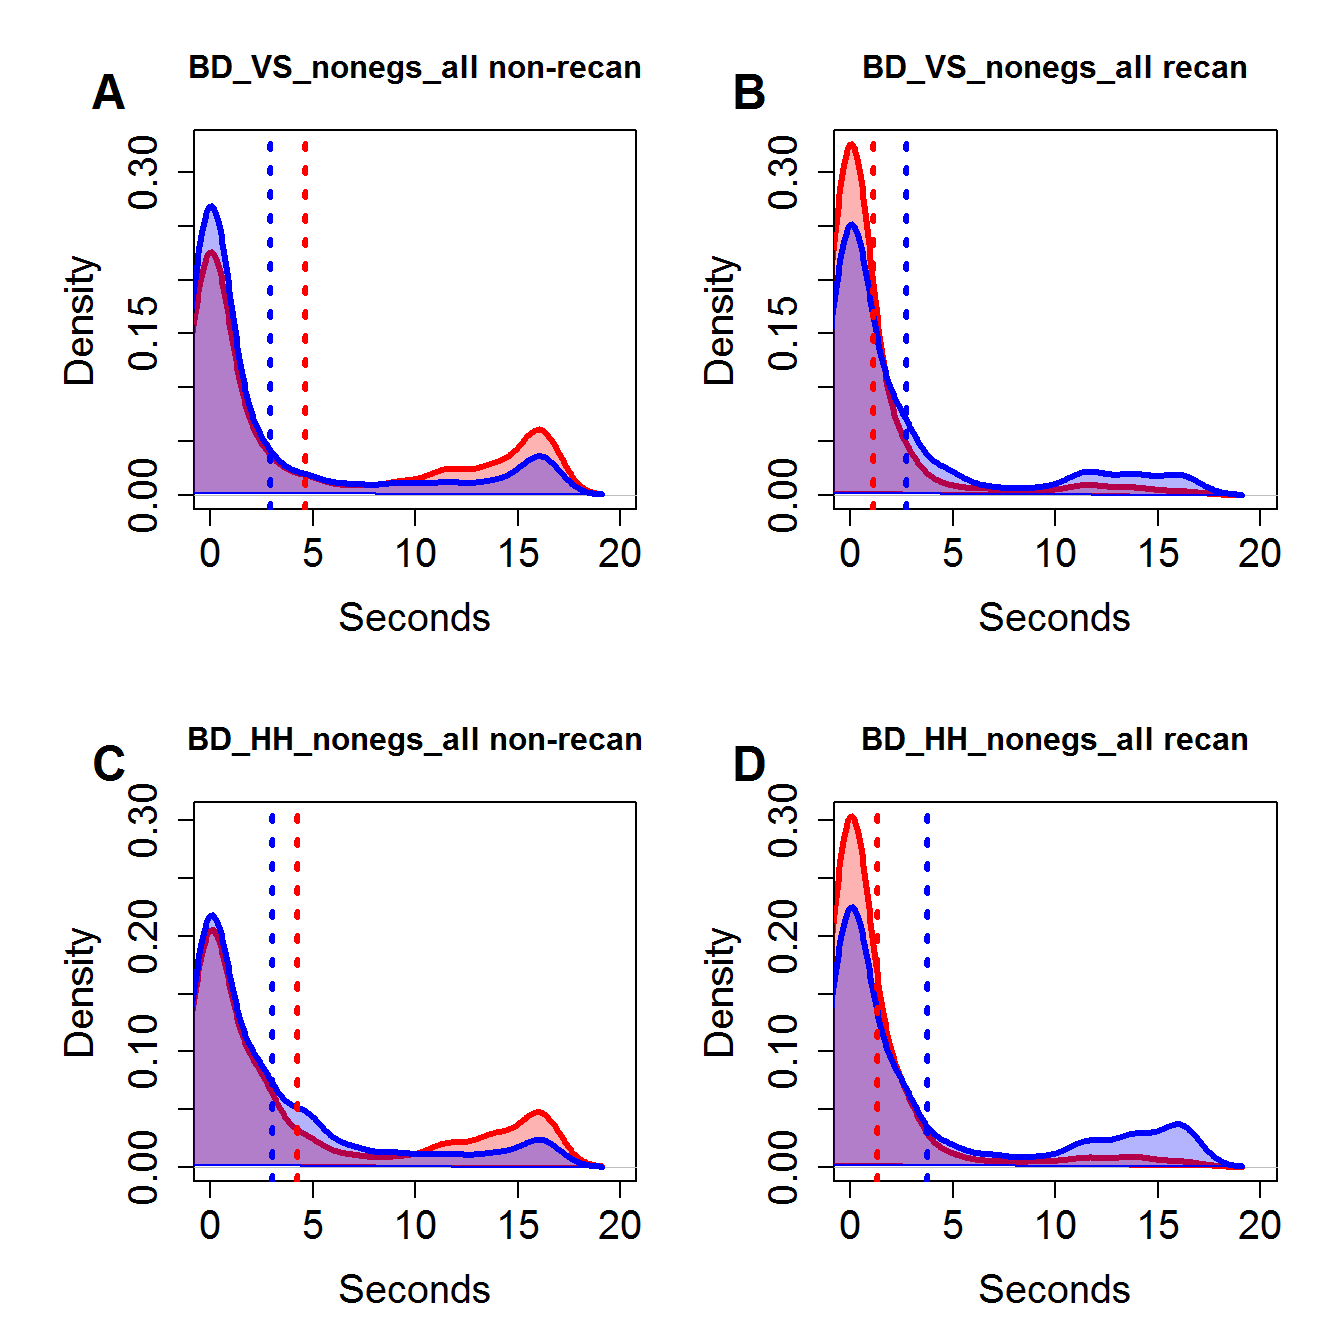 A
BD_VS_nonegs_all non-recan
Density
0.00 0.15 0.30
0 5 10 15 20
Seconds
B
BD_VS_nonegs_all recan
Density
0.00 0.15 0.30
0 5 10 15 20
Seconds
C
BD_HH_nonegs_all non-recan
Density
0.00 0.10 0.20 0.30
0 5 10 15 20
Seconds
D
BD_HH_nonegs_all recan
Density
0.00 0.10 0.20 0.30
0 5 10 15 20
Seconds